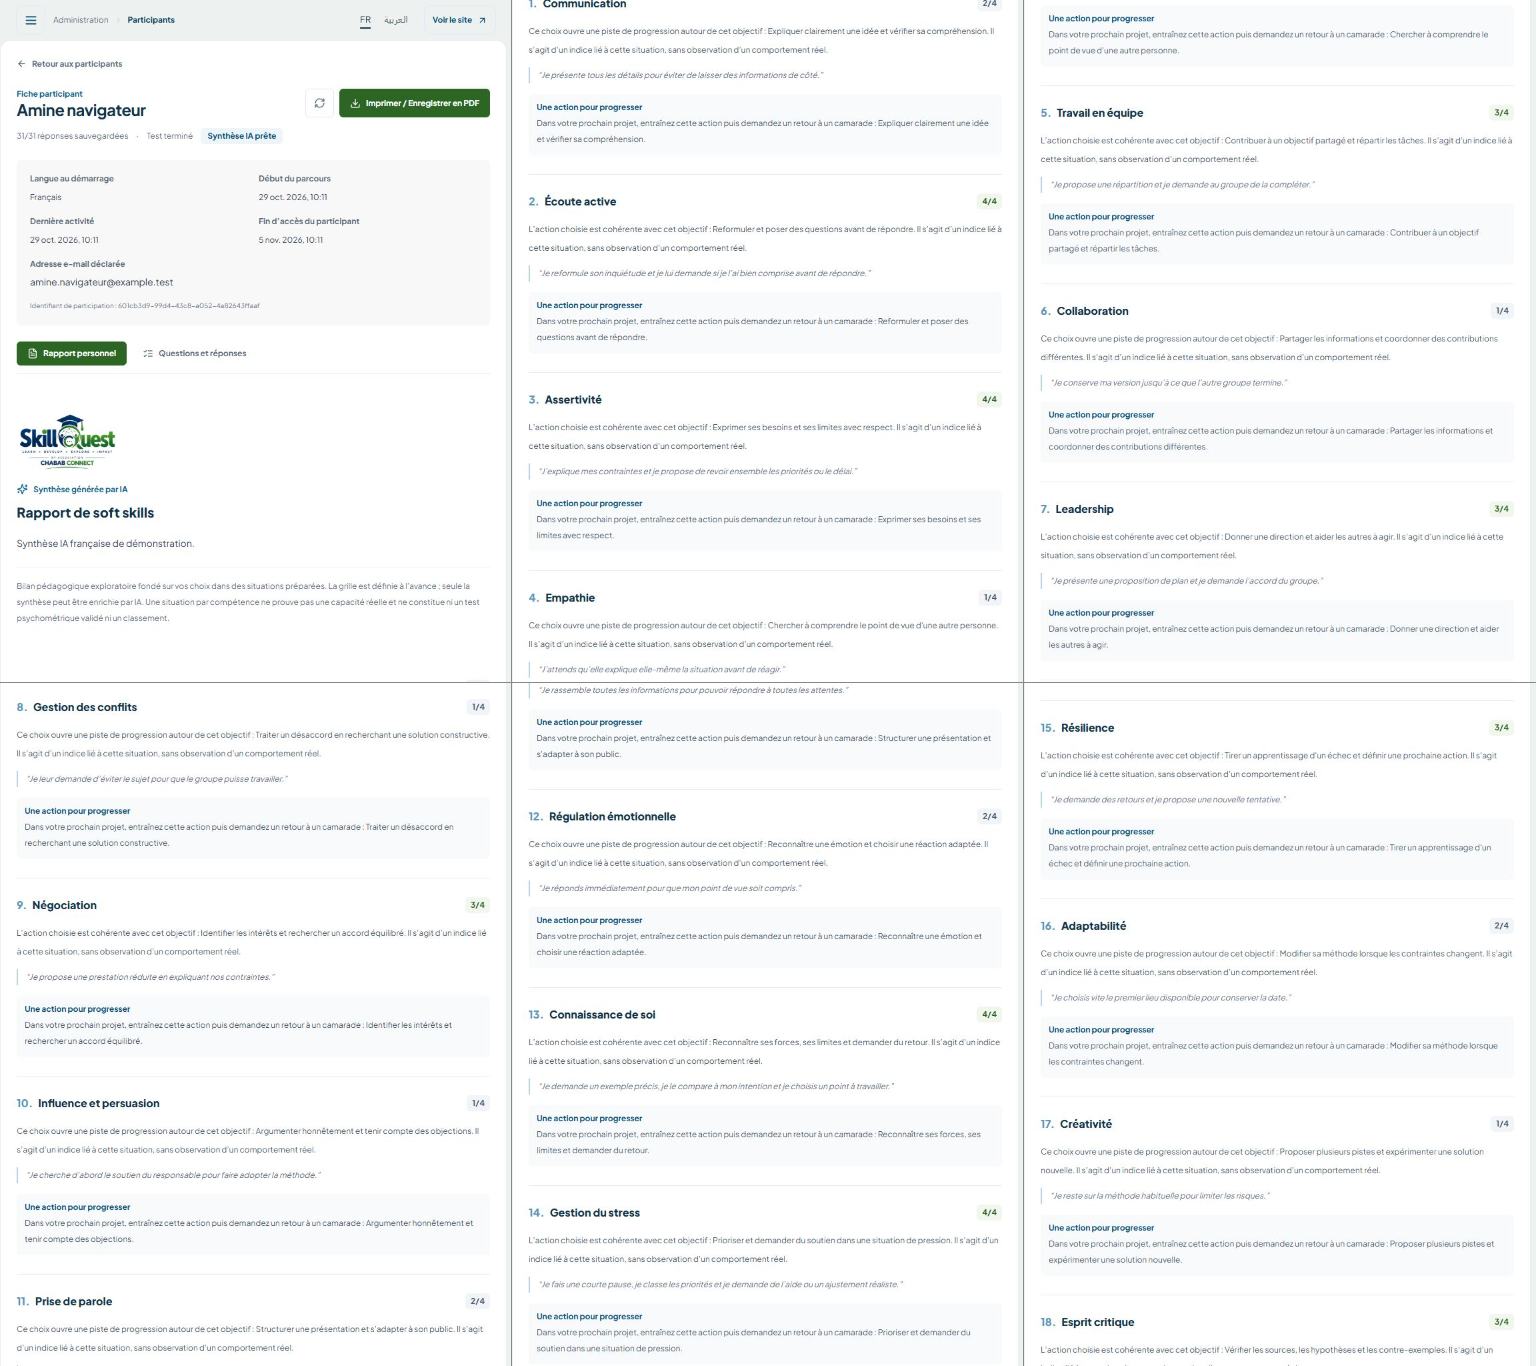 Administration › Participants
FR العربية Voir le site
Retour aux participants
Fiche participant
Amine navigateur
Imprimer / Enregistrer en PDF
31/31 réponses sauvegardées · Test terminé Synthèse IA prête
Langue au démarrage
Français
Début du parcours
29 oct. 2026, 10:11
Dernière activité
29 oct. 2026, 10:11
Fin d'accès du participant
5 nov. 2026, 10:11
Adresse e-mail déclarée
amine.navigateur@example.test
Identifiant de participation : 601cb3d9-99d4-43c8-a052-4a82643ffaaf
Rapport personnel
Questions et réponses
SkillQuest
LEARN • DEVELOP • EXPLORE • IMPACT
CHABAB CONNECT
Synthèse générée par IA
Rapport de soft skills
Synthèse IA française de démonstration.
Bilan pédagogique exploratoire fondé sur vos choix dans des situations préparées. La grille est définie à l'avance ; seule la
synthèse peut être enrichie par IA. Une situation par compétence ne prouve pas une capacité réelle et ne constitue ni un test
psychométrique validé ni un classement.
1. Communication 2/4
Ce choix ouvre une piste de progression autour de cet objectif : Expliquer clairement une idée et vérifier sa compréhension. Il
s'agit d'un indice lié à cette situation, sans observation d'un comportement réel.
"Je présente tous les détails pour éviter de laisser des informations de côté."
Une action pour progresser
Dans votre prochain projet, entraînez cette action puis demandez un retour à un camarade : Expliquer clairement une idée
et vérifier sa compréhension.
2. Écoute active 4/4
L'action choisie est cohérente avec cet objectif : Reformuler et poser des questions avant de répondre. Il s'agit d'un indice lié à
cette situation, sans observation d'un comportement réel.
"Je reformule son inquiétude et je lui demande si je l'ai bien comprise avant de répondre."
Une action pour progresser
Dans votre prochain projet, entraînez cette action puis demandez un retour à un camarade : Reformuler et poser des
questions avant de répondre.
3. Assertivité 4/4
L'action choisie est cohérente avec cet objectif : Exprimer ses besoins et ses limites avec respect. Il s'agit d'un indice lié à
cette situation, sans observation d'un comportement réel.
"J'explique mes contraintes et je propose de revoir ensemble les priorités ou le délai."
Une action pour progresser
Dans votre prochain projet, entraînez cette action puis demandez un retour à un camarade : Exprimer ses besoins et ses
limites avec respect.
4. Empathie 1/4
Ce choix ouvre une piste de progression autour de cet objectif : Chercher à comprendre le point de vue d'une autre personne.
Il s'agit d'un indice lié à cette situation, sans observation d'un comportement réel.
"J'attends qu'elle explique elle-même la situation avant de réagir."
Une action pour progresser
Dans votre prochain projet, entraînez cette action puis demandez un retour à un camarade : Chercher à comprendre le
point de vue d'une autre personne.
5. Travail en équipe 3/4
L'action choisie est cohérente avec cet objectif : Contribuer à un objectif partagé et répartir les tâches. Il s'agit d'un indice lié à
cette situation, sans observation d'un comportement réel.
"Je propose une répartition et je demande au groupe de la compléter."
Une action pour progresser
Dans votre prochain projet, entraînez cette action puis demandez un retour à un camarade : Contribuer à un objectif
partagé et répartir les tâches.
6. Collaboration 1/4
Ce choix ouvre une piste de progression autour de cet objectif : Partager les informations et coordonner des contributions
différentes. Il s'agit d'un indice lié à cette situation, sans observation d'un comportement réel.
"Je conserve ma version jusqu'à ce que l'autre groupe termine."
Une action pour progresser
Dans votre prochain projet, entraînez cette action puis demandez un retour à un camarade : Partager les informations et
coordonner des contributions différentes.
7. Leadership 3/4
L'action choisie est cohérente avec cet objectif : Donner une direction et aider les autres à agir. Il s'agit d'un indice lié à cette
situation, sans observation d'un comportement réel.
"Je présente une proposition de plan et je demande l'accord du groupe."
Une action pour progresser
Dans votre prochain projet, entraînez cette action puis demandez un retour à un camarade : Donner une direction et aider
les autres à agir.
8. Gestion des conflits 1/4
Ce choix ouvre une piste de progression autour de cet objectif : Traiter un désaccord en recherchant une solution constructive.
Il s'agit d'un indice lié à cette situation, sans observation d'un comportement réel.
"Je leur demande d'éviter le sujet pour que le groupe puisse travailler."
Une action pour progresser
Dans votre prochain projet, entraînez cette action puis demandez un retour à un camarade : Traiter un désaccord en
recherchant une solution constructive.
9. Négociation 3/4
L'action choisie est cohérente avec cet objectif : Identifier les intérêts et rechercher un accord équilibré. Il s'agit d'un indice lié
à cette situation, sans observation d'un comportement réel.
"Je propose une prestation réduite en expliquant nos contraintes."
Une action pour progresser
Dans votre prochain projet, entraînez cette action puis demandez un retour à un camarade : Identifier les intérêts et
rechercher un accord équilibré.
10. Influence et persuasion 1/4
Ce choix ouvre une piste de progression autour de cet objectif : Argumenter honnêtement et tenir compte des objections. Il
s'agit d'un indice lié à cette situation, sans observation d'un comportement réel.
"Je cherche d'abord le soutien du responsable pour faire adopter la méthode."
Une action pour progresser
Dans votre prochain projet, entraînez cette action puis demandez un retour à un camarade : Argumenter honnêtement et
tenir compte des objections.
11. Prise de parole 2/4
Ce choix ouvre une piste de progression autour de cet objectif : Structurer une présentation et s'adapter à son public. Il s'agit
d'un indice lié à cette situation, sans observation d'un comportement réel.
"Je rassemble toutes les informations pour pouvoir répondre à toutes les attentes."
Une action pour progresser
Dans votre prochain projet, entraînez cette action puis demandez un retour à un camarade : Structurer une présentation et
s'adapter à son public.
12. Régulation émotionnelle 2/4
Ce choix ouvre une piste de progression autour de cet objectif : Reconnaître une émotion et choisir une réaction adaptée. Il
s'agit d'un indice lié à cette situation, sans observation d'un comportement réel.
"Je réponds immédiatement pour que mon point de vue soit compris."
Une action pour progresser
Dans votre prochain projet, entraînez cette action puis demandez un retour à un camarade : Reconnaître une émotion et
choisir une réaction adaptée.
13. Connaissance de soi 4/4
L'action choisie est cohérente avec cet objectif : Reconnaître ses forces, ses limites et demander du retour. Il s'agit d'un indice
lié à cette situation, sans observation d'un comportement réel.
"Je demande un exemple précis, je le compare à mon intention et je choisis un point à travailler."
Une action pour progresser
Dans votre prochain projet, entraînez cette action puis demandez un retour à un camarade : Reconnaître ses forces, ses
limites et demander du retour.
14. Gestion du stress 4/4
L'action choisie est cohérente avec cet objectif : Prioriser et demander du soutien dans une situation de pression. Il s'agit d'un
indice lié à cette situation, sans observation d'un comportement réel.
"Je fais une courte pause, je classe les priorités et je demande de l'aide ou un ajustement réaliste."
Une action pour progresser
Dans votre prochain projet, entraînez cette action puis demandez un retour à un camarade : Prioriser et demander du
soutien dans une situation de pression.
15. Résilience 3/4
L'action choisie est cohérente avec cet objectif : Tirer un apprentissage d'un échec et définir une prochaine action. Il s'agit
d'un indice lié à cette situation, sans observation d'un comportement réel.
"Je demande des retours et je propose une nouvelle tentative."
Une action pour progresser
Dans votre prochain projet, entraînez cette action puis demandez un retour à un camarade : Tirer un apprentissage d'un
échec et définir une prochaine action.
16. Adaptabilité 2/4
Ce choix ouvre une piste de progression autour de cet objectif : Modifier sa méthode lorsque les contraintes changent. Il s'agit
d'un indice lié à cette situation, sans observation d'un comportement réel.
"Je choisis vite le premier lieu disponible pour conserver la date."
Une action pour progresser
Dans votre prochain projet, entraînez cette action puis demandez un retour à un camarade : Modifier sa méthode lorsque
les contraintes changent.
17. Créativité 1/4
Ce choix ouvre une piste de progression autour de cet objectif : Proposer plusieurs pistes et expérimenter une solution
nouvelle. Il s'agit d'un indice lié à cette situation, sans observation d'un comportement réel.
"Je reste sur la méthode habituelle pour limiter les risques."
Une action pour progresser
Dans votre prochain projet, entraînez cette action puis demandez un retour à un camarade : Proposer plusieurs pistes et
expérimenter une solution nouvelle.
18. Esprit critique 3/4
L'action choisie est cohérente avec cet objectif : Vérifier les sources, les hypothèses et les contre-exemples. Il s'agit d'un